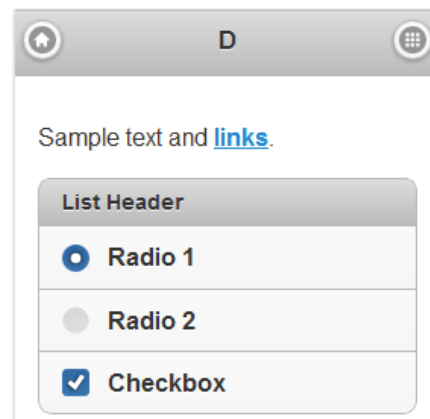 D
Sample text and links.
List Header
Radio 1
Radio 2
Checkbox